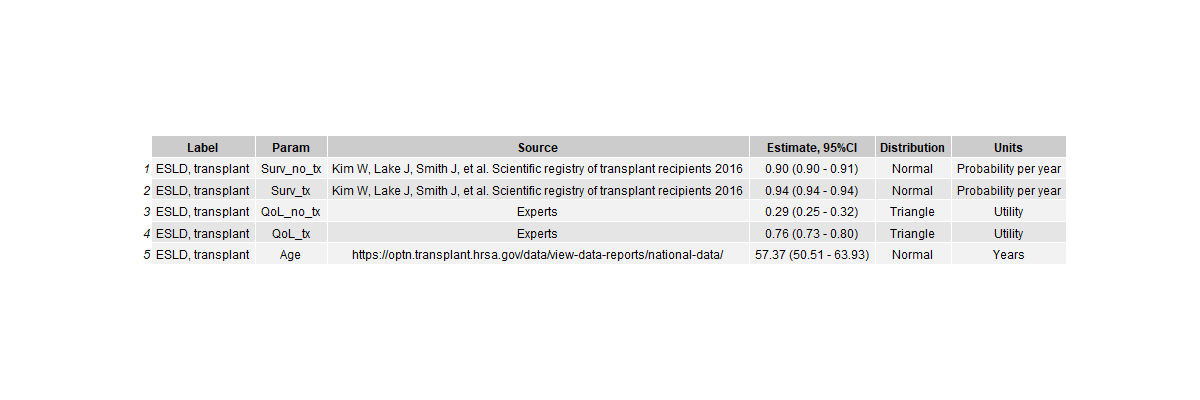 Label Param Source Estimate, 95%CI Distribution Units
1 ESLD, transplant Surv_no_tx Kim W, Lake J, Smith J, et al. Scientific registry of transplant recipients 2016 0.90 (0.90 - 0.91) Normal Probability per year
2 ESLD, transplant Surv_tx Kim W, Lake J, Smith J, et al. Scientific registry of transplant recipients 2016 0.94 (0.94 - 0.94) Normal Probability per year
3 ESLD, transplant QoL_no_tx Experts 0.29 (0.25 - 0.32) Triangle Utility
4 ESLD, transplant QoL_tx Experts 0.76 (0.73 - 0.80) Triangle Utility
5 ESLD, transplant Age https://optn.transplant.hrsa.gov/data/view-data-reports/national-data/ 57.37 (50.51 - 63.93) Normal Years